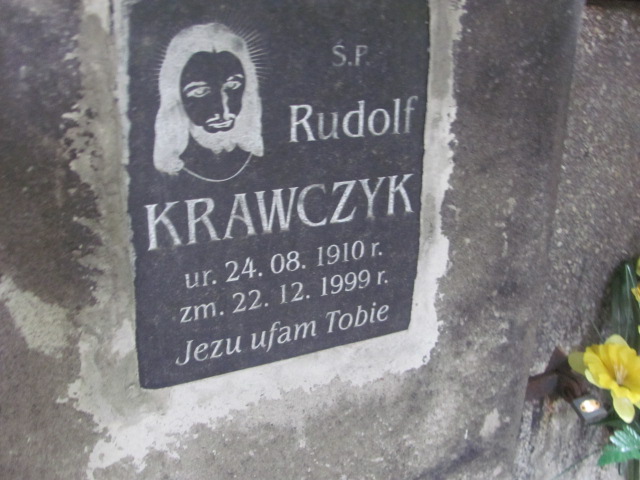 Ś.P.
Rudolf
KRAWCZYK
ur. 24. 08. 1910 r.
zm. 22. 12. 1999 r.
Jezu ufam Tobie